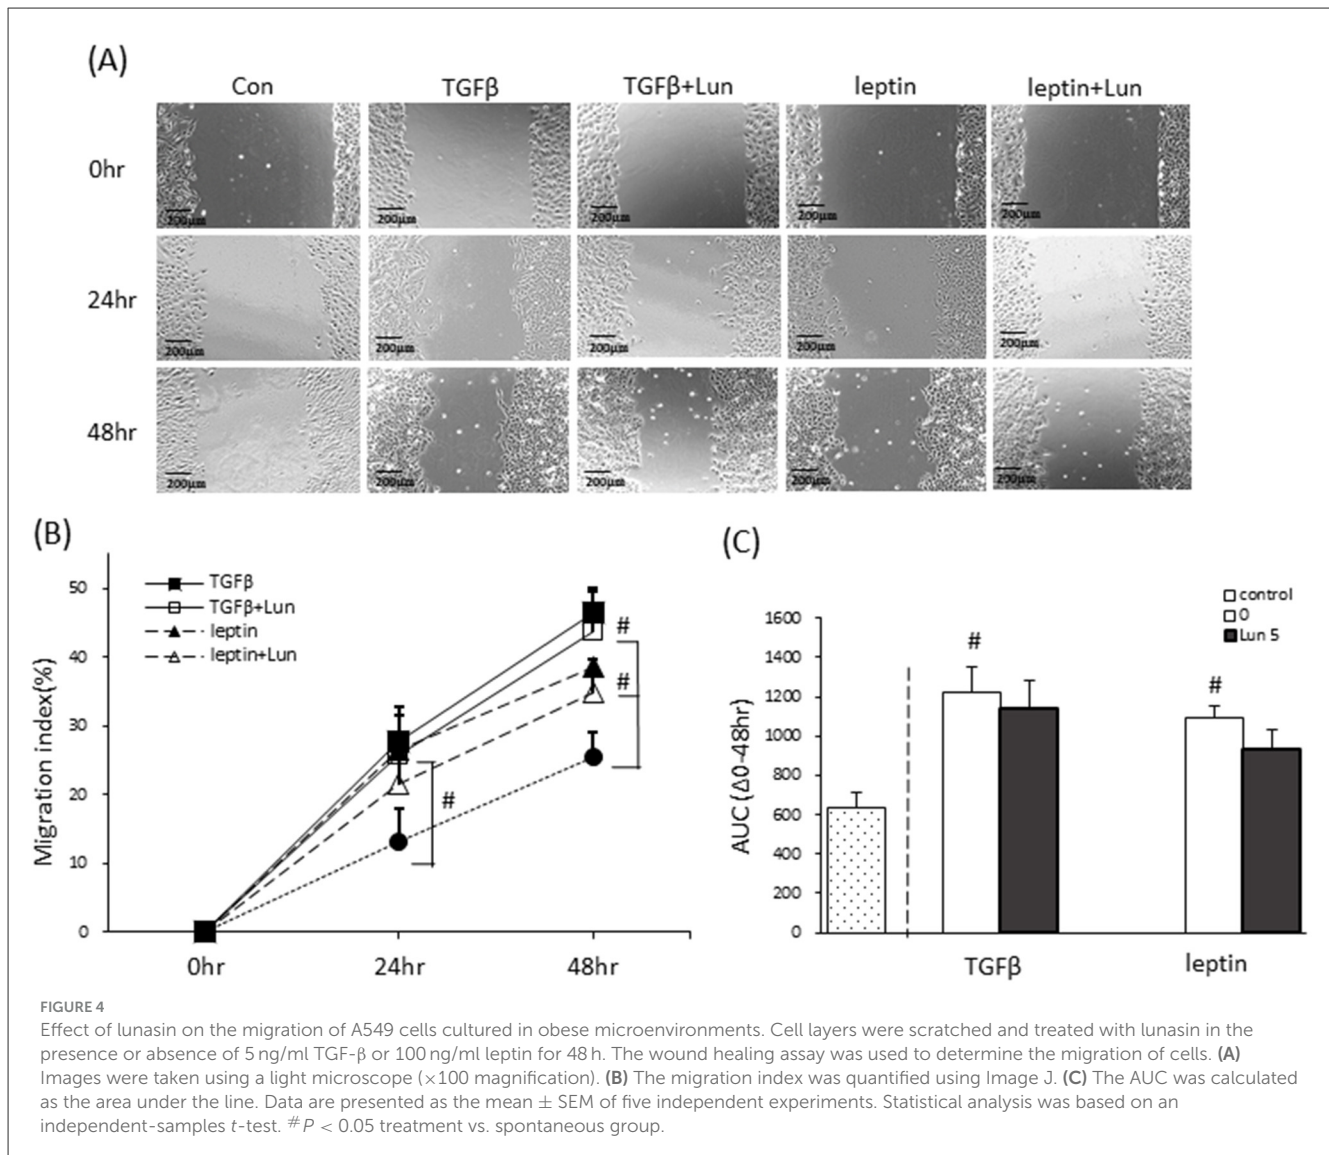 (A)
Con TGFβ TGFβ+Lun leptin leptin+Lun
0hr
200μm 200μm 200μm 200μm 200μm
24hr
200μm 200μm 200μm 200μm 200μm
48hr
200μm 200μm 200μm 200μm 200μm
(B)
TGFβ
TGFβ+Lun
leptin
leptin+Lun
Migration index(%)
50
40
30
20
10
0
#
#
#
0hr 24hr 48hr
(C)
control
0
Lun 5
AUC (Δ0-48hr)
1600
1400
1200
1000
800
600
400
200
0
#
#
TGFβ leptin
FIGURE 4
Effect of lunasin on the migration of A549 cells cultured in obese microenvironments. Cell layers were scratched and treated with lunasin in the
presence or absence of 5 ng/ml TGF-β or 100 ng/ml leptin for 48 h. The wound healing assay was used to determine the migration of cells. (A)
Images were taken using a light microscope (×100 magnification). (B) The migration index was quantified using Image J. (C) The AUC was calculated
as the area under the line. Data are presented as the mean ± SEM of five independent experiments. Statistical analysis was based on an
independent-samples t-test. #P < 0.05 treatment vs. spontaneous group.